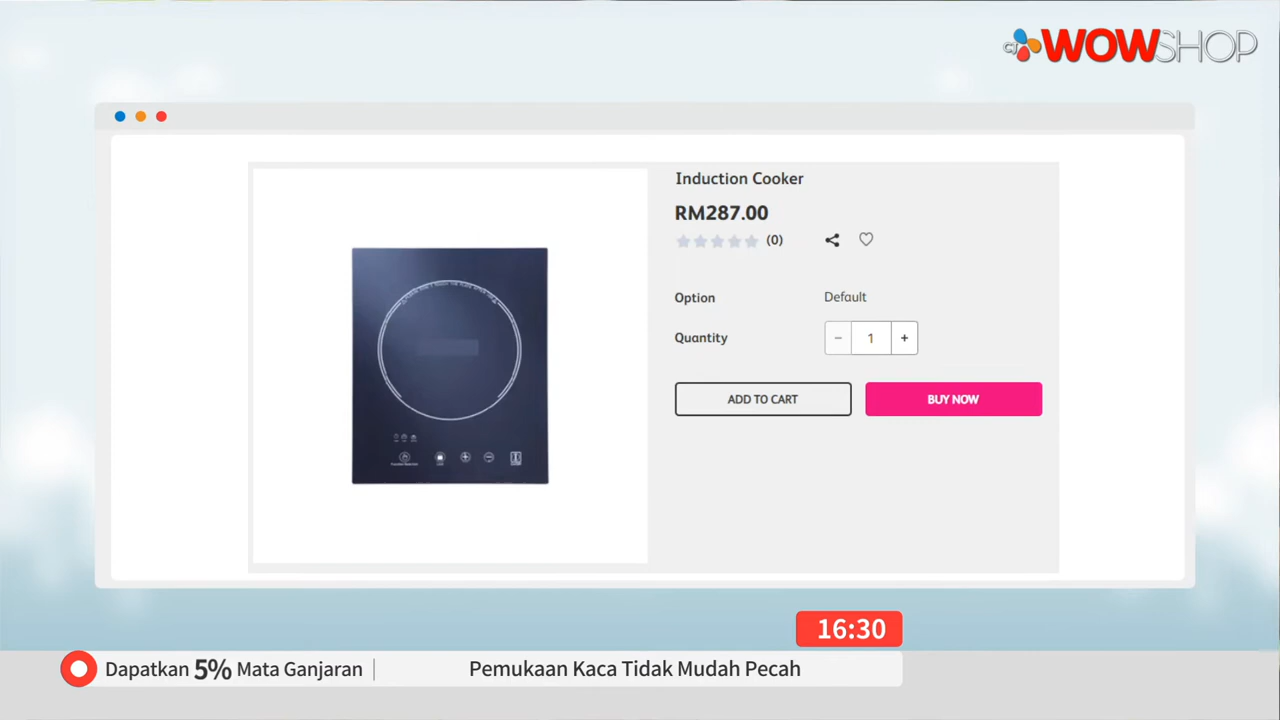 CJ WOWSHOP
Induction Cooker
RM287.00
(0)
Option Default
Quantity − 1 +
ADD TO CART BUY NOW
16:30
Dapatkan 5% Mata Ganjaran | Pemukaan Kaca Tidak Mudah Pecah